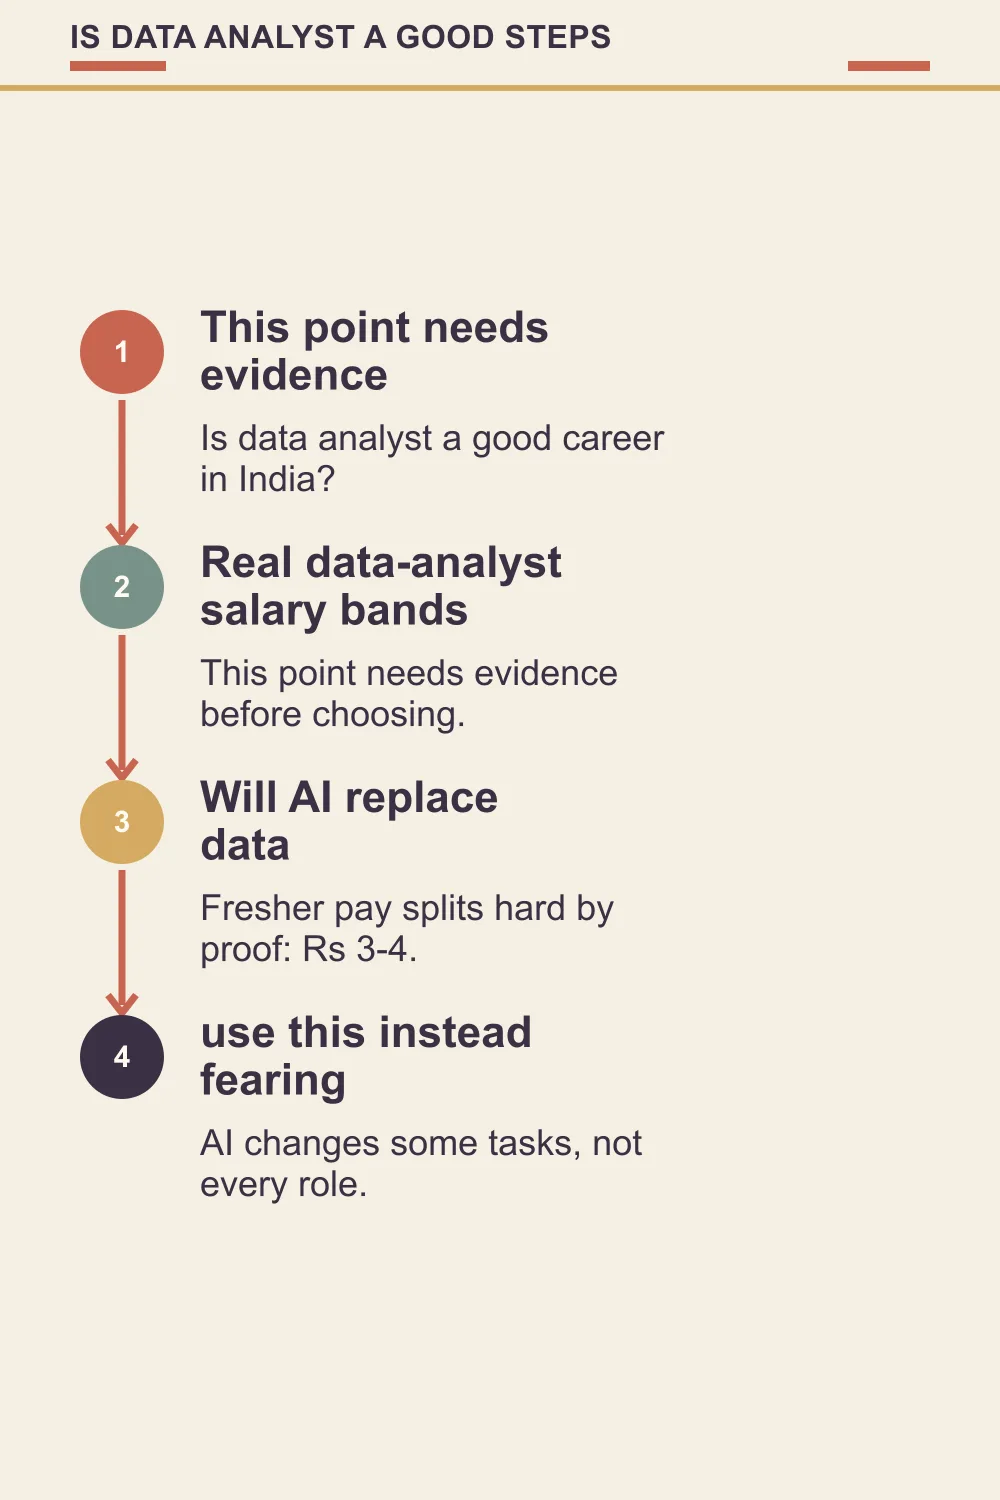 IS DATA ANALYST A GOOD STEPS
1
This point needs
evidence
Is data analyst a good career
in India?
2
Real data-analyst
salary bands
This point needs evidence
before choosing.
3
Will AI replace
data
Fresher pay splits hard by
proof: Rs 3-4.
4
use this instead
fearing
AI changes some tasks, not
every role.